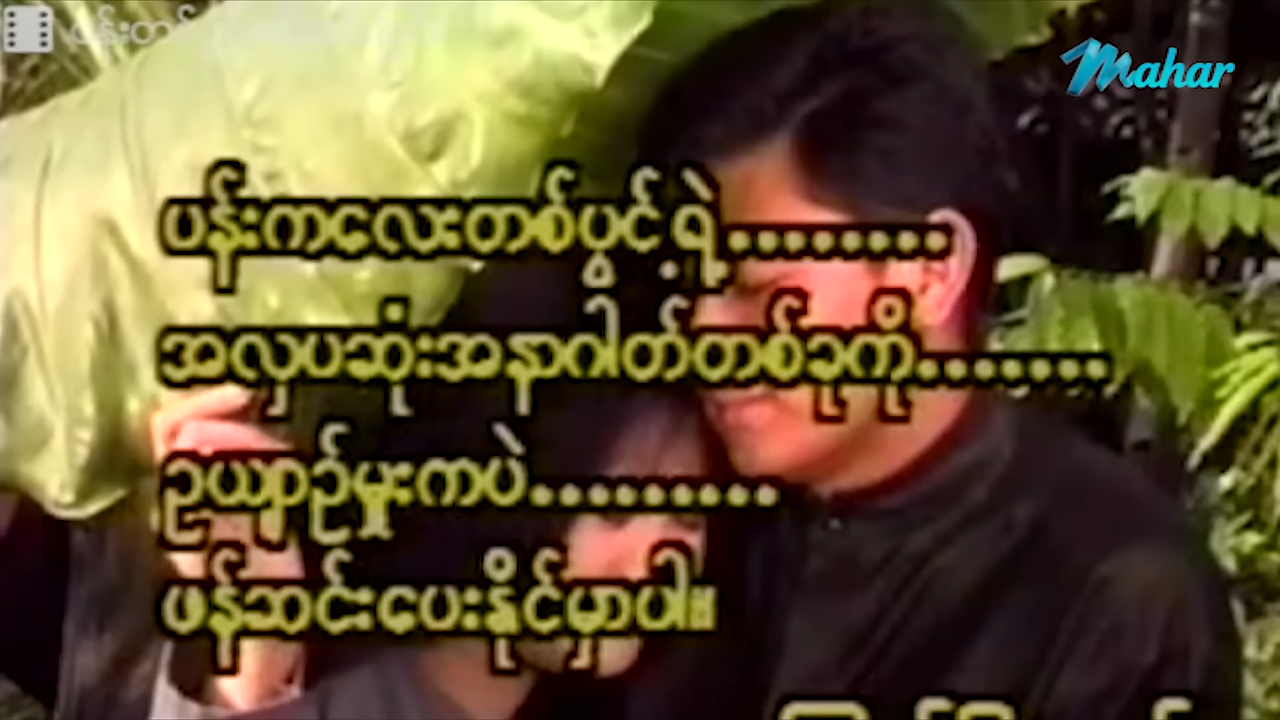 Mahar
ပန်းကလေးတစ်ပွင့်ရဲ့.........
အလှပဆုံးအနာဂါတ်တစ်ခုကို.......
ဥယျာဉ်မှူးကပဲ..........
ဖန်ဆင်းပေးနိုင်မှာပါ။